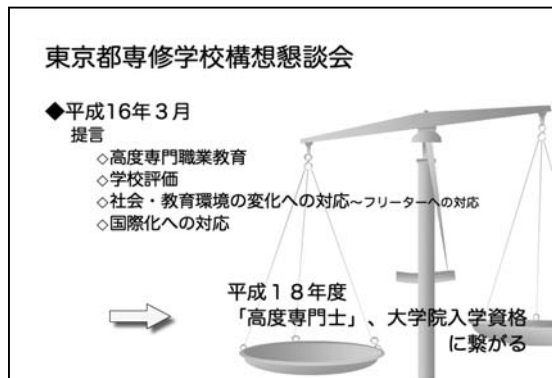 東京都専修学校構想懇談会
◆平成16年３月
提言
◇高度専門職業教育
◇学校評価
◇社会・教育環境の変化への対応～フリーターへの対応
◇国際化への対応
平成１８年度
「高度専門士」、大学院入学資格
に繋がる